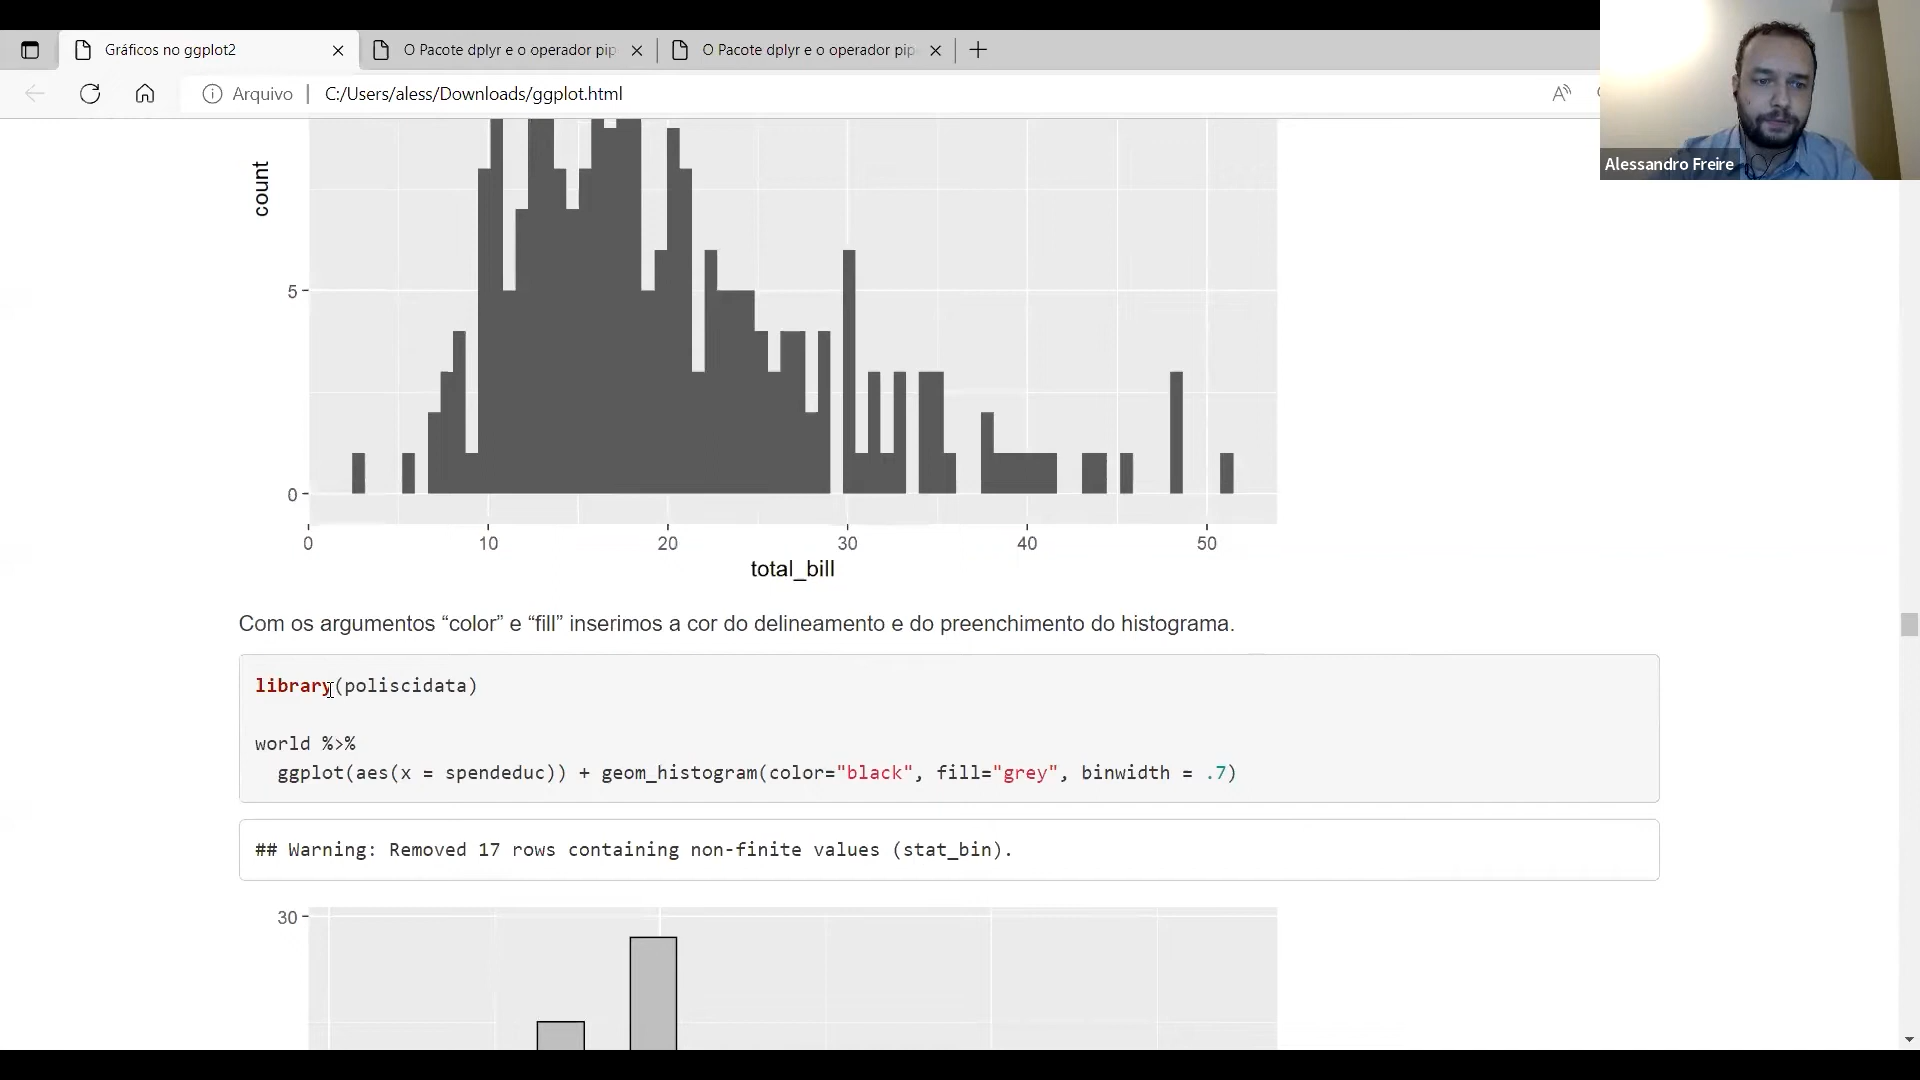 Gráficos no ggplot2
O Pacote dplyr e o operador pip
O Pacote dplyr e o operador pip
Arquivo
C:/Users/aless/Downloads/ggplot.html
Alessandro Freire
count
5
0
0 10 20 30 40 50
total_bill
Com os argumentos “color” e “fill” inserimos a cor do delineamento e do preenchimento do histograma.
library(poliscidata)
world %>%
ggplot(aes(x = spendeduc)) + geom_histogram(color="black", fill="grey", binwidth = .7)
## Warning: Removed 17 rows containing non-finite values (stat_bin).
30